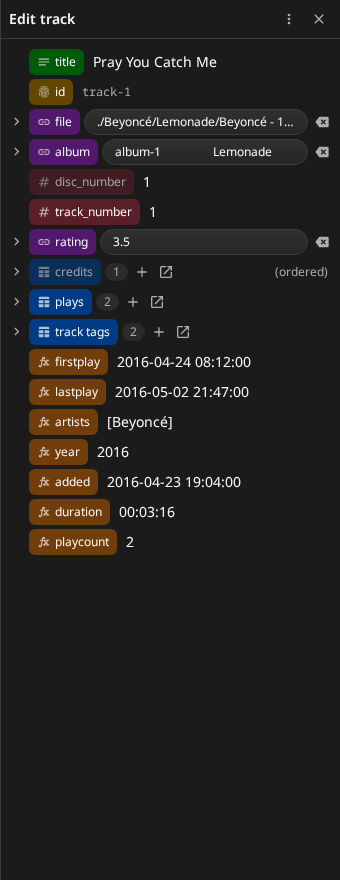 Edit track
title Pray You Catch Me
id track-1
file ./Beyoncé/Lemonade/Beyoncé - 1...
album album-1 Lemonade
# disc_number 1
# track_number 1
rating 3.5
credits 1 + (ordered)
plays 2 +
track tags 2 +
fx firstplay 2016-04-24 08:12:00
fx lastplay 2016-05-02 21:47:00
fx artists [Beyoncé]
fx year 2016
fx added 2016-04-23 19:04:00
fx duration 00:03:16
fx playcount 2